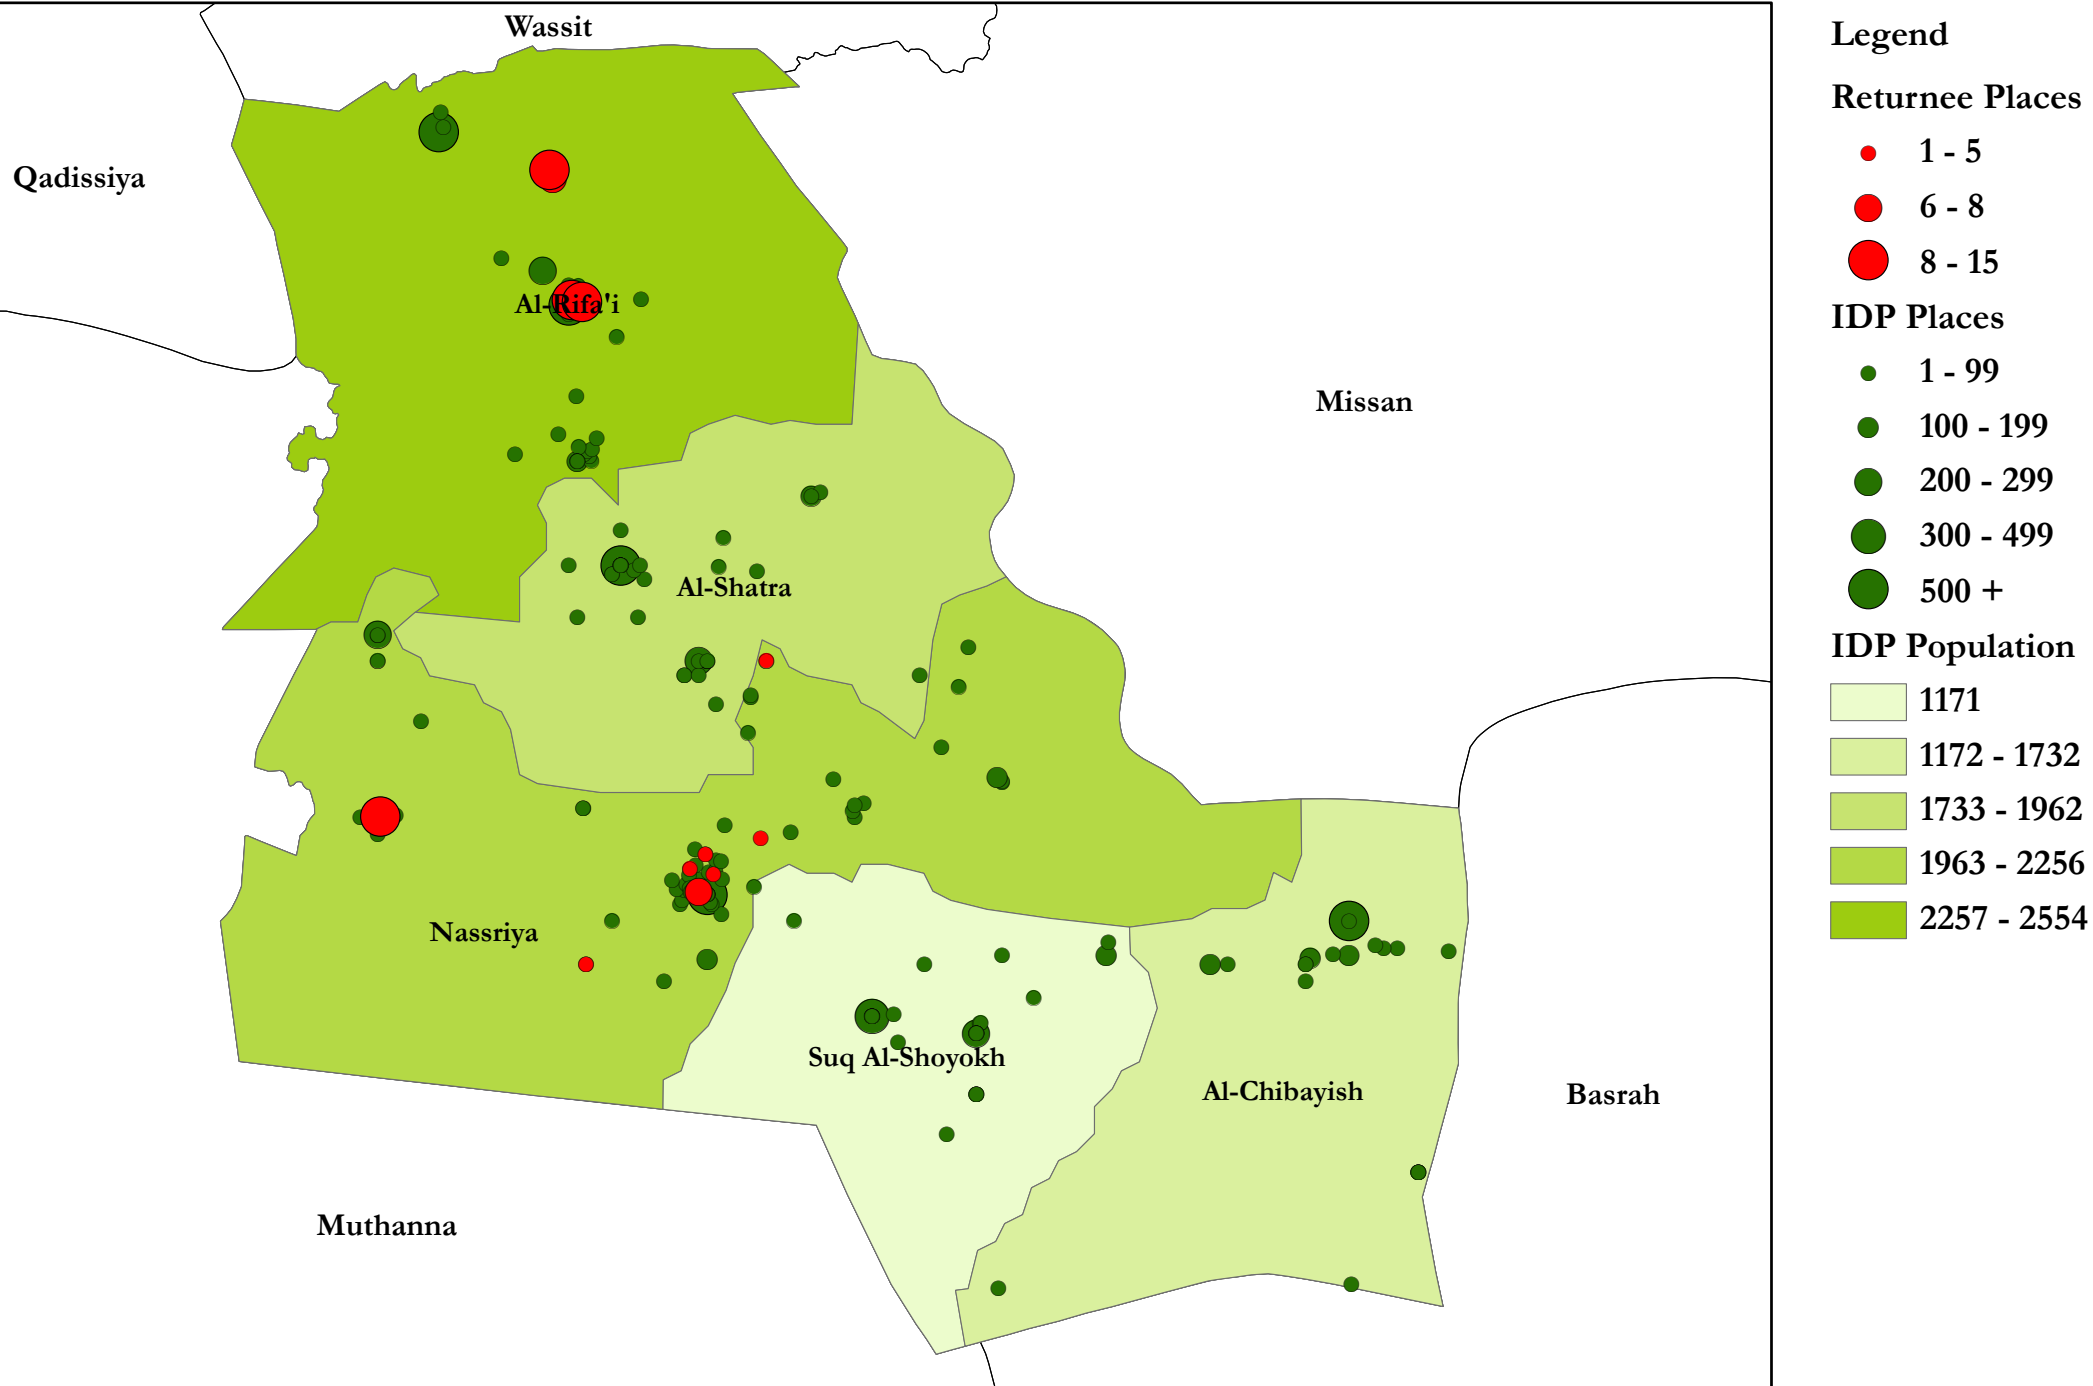 Wassit
Qadissiya
Al-Rifa'i
Missan
Al-Shatra
Nassriya
Suq Al-Shoyokh
Al-Chibayish
Basrah
Muthanna
Legend
Returnee Places
1 - 5
6 - 8
8 - 15
IDP Places
1 - 99
100 - 199
200 - 299
300 - 499
500 +
IDP Population
1171
1172 - 1732
1733 - 1962
1963 - 2256
2257 - 2554